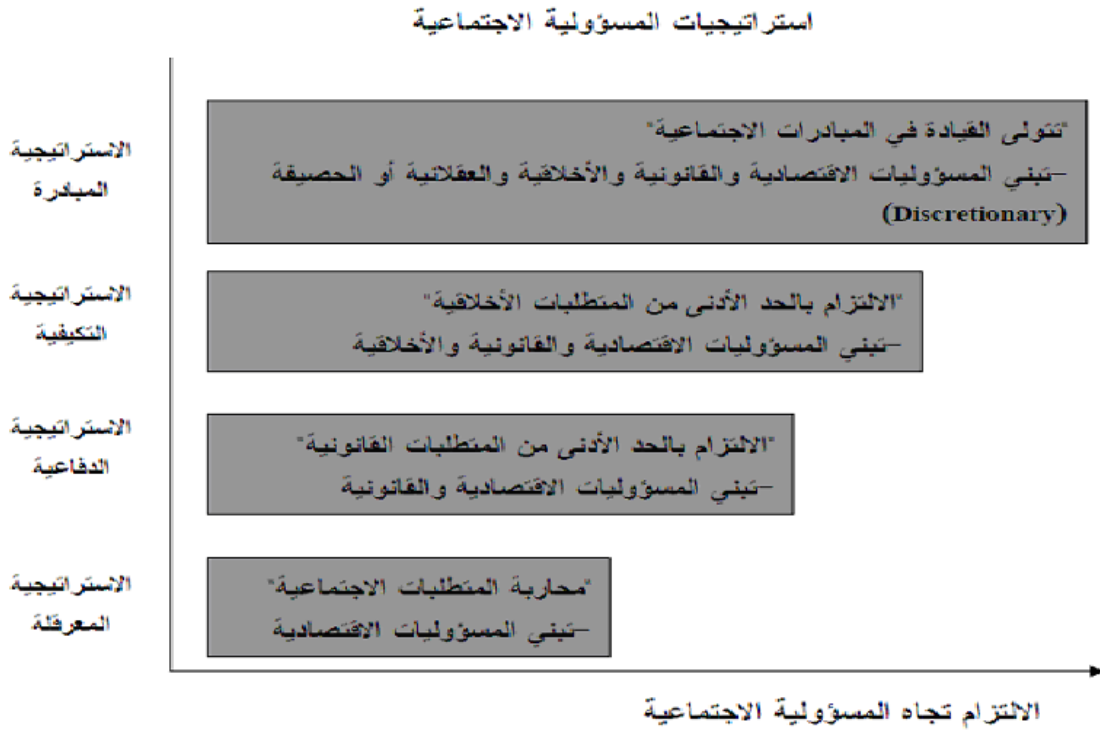 استراتيجيات المسؤولية الاجتماعية
الاستراتيجية
المبادرة
"تتولى القيادة في المبادرات الاجتماعية"
–تبني المسؤوليات الاقتصادية والقانونية والأخلاقية والعقلانية أو الحصيفة
(Discretionary)
الاستراتيجية
التكيفية
"الالتزام بالحد الأدنى من المتطلبات الأخلاقية"
–تبني المسؤوليات الاقتصادية والقانونية والأخلاقية
الاستراتيجية
الدفاعية
"الالتزام بالحد الأدنى من المتطلبات القانونية"
–تبني المسؤوليات الاقتصادية والقانونية
الاستراتيجية
المعرقلة
"محاربة المتطلبات الاجتماعية"
–تبني المسؤوليات الاقتصادية
الالتزام تجاه المسؤولية الاجتماعية